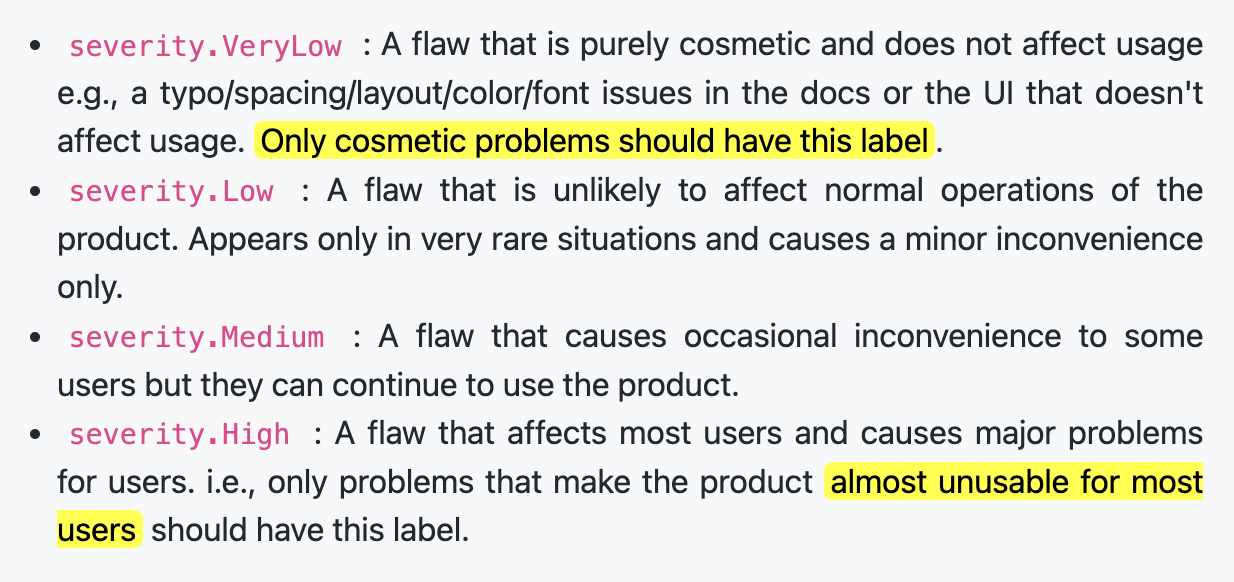 • severity.VeryLow : A flaw that is purely cosmetic and does not affect usage
e.g., a typo/spacing/layout/color/font issues in the docs or the UI that doesn't
affect usage. Only cosmetic problems should have this label.
• severity.Low : A flaw that is unlikely to affect normal operations of the
product. Appears only in very rare situations and causes a minor inconvenience
only.
• severity.Medium : A flaw that causes occasional inconvenience to some
users but they can continue to use the product.
• severity.High : A flaw that affects most users and causes major problems
for users. i.e., only problems that make the product almost unusable for most
users should have this label.